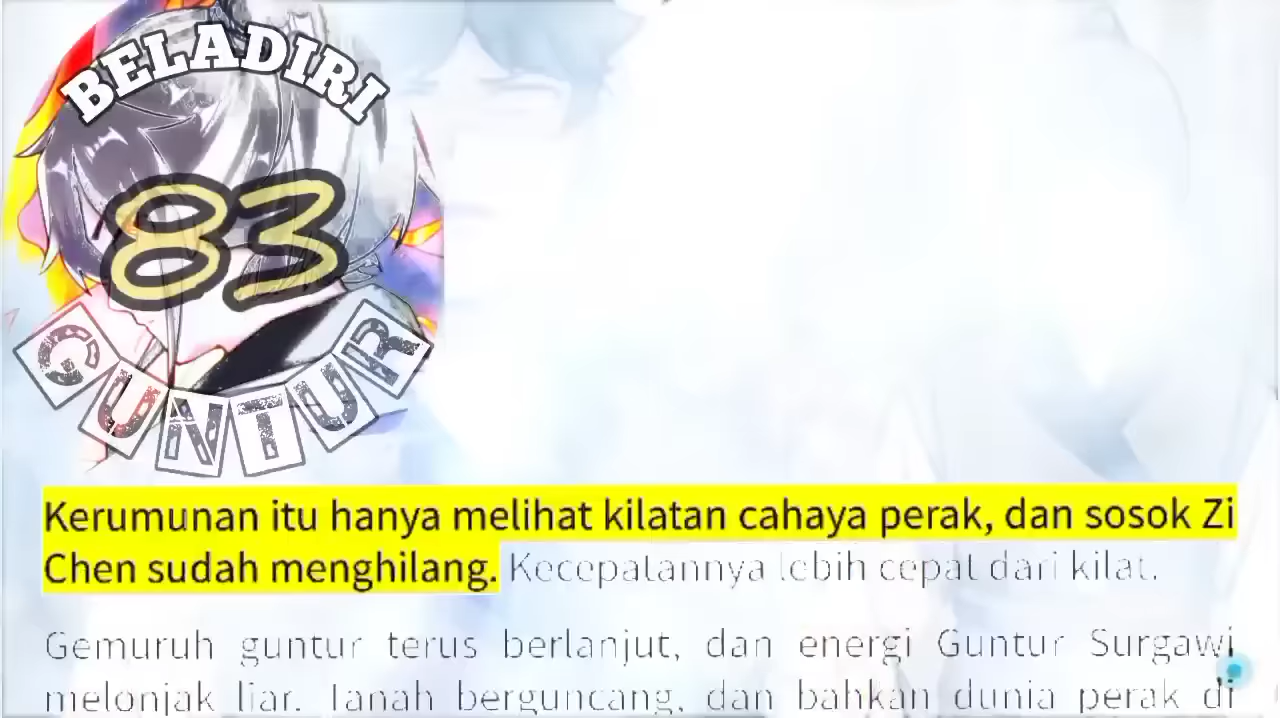 BELADIRI
83
GUNTUR
Kerumunan itu hanya melihat kilatan cahaya perak, dan sosok Zi
Chen sudah menghilang. Kecepatannya lebih cepat dari kilat.
Gemuruh guntur terus berlanjut, dan energi Guntur Surgawi
melonjak liar. Tanah berguncang, dan bahkan dunia perak di